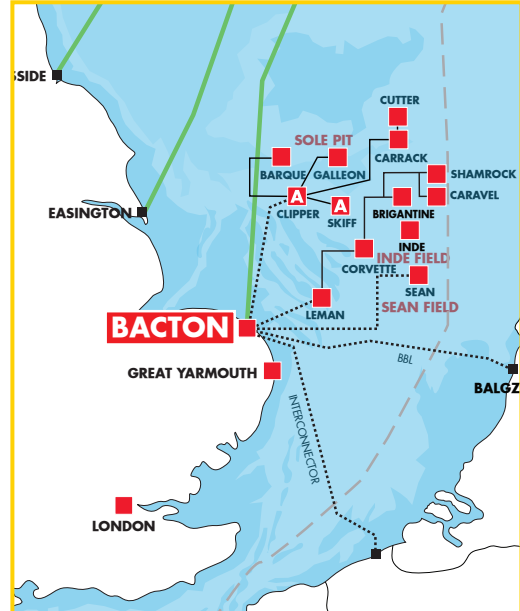 SSIDE
CUTTER
SOLE PIT
CARRACK
BARQUE
GALLEON
SHAMROCK
A
CARAVEL
EASINGTON
CLIPPER
A
SKIFF
BRIGANTINE
INDE
INDE FIELD
CORVETTE
SEAN
LEMAN
SEAN FIELD
BACTON
BBL
GREAT YARMOUTH
BALGZ
INTERCONNECTOR
LONDON